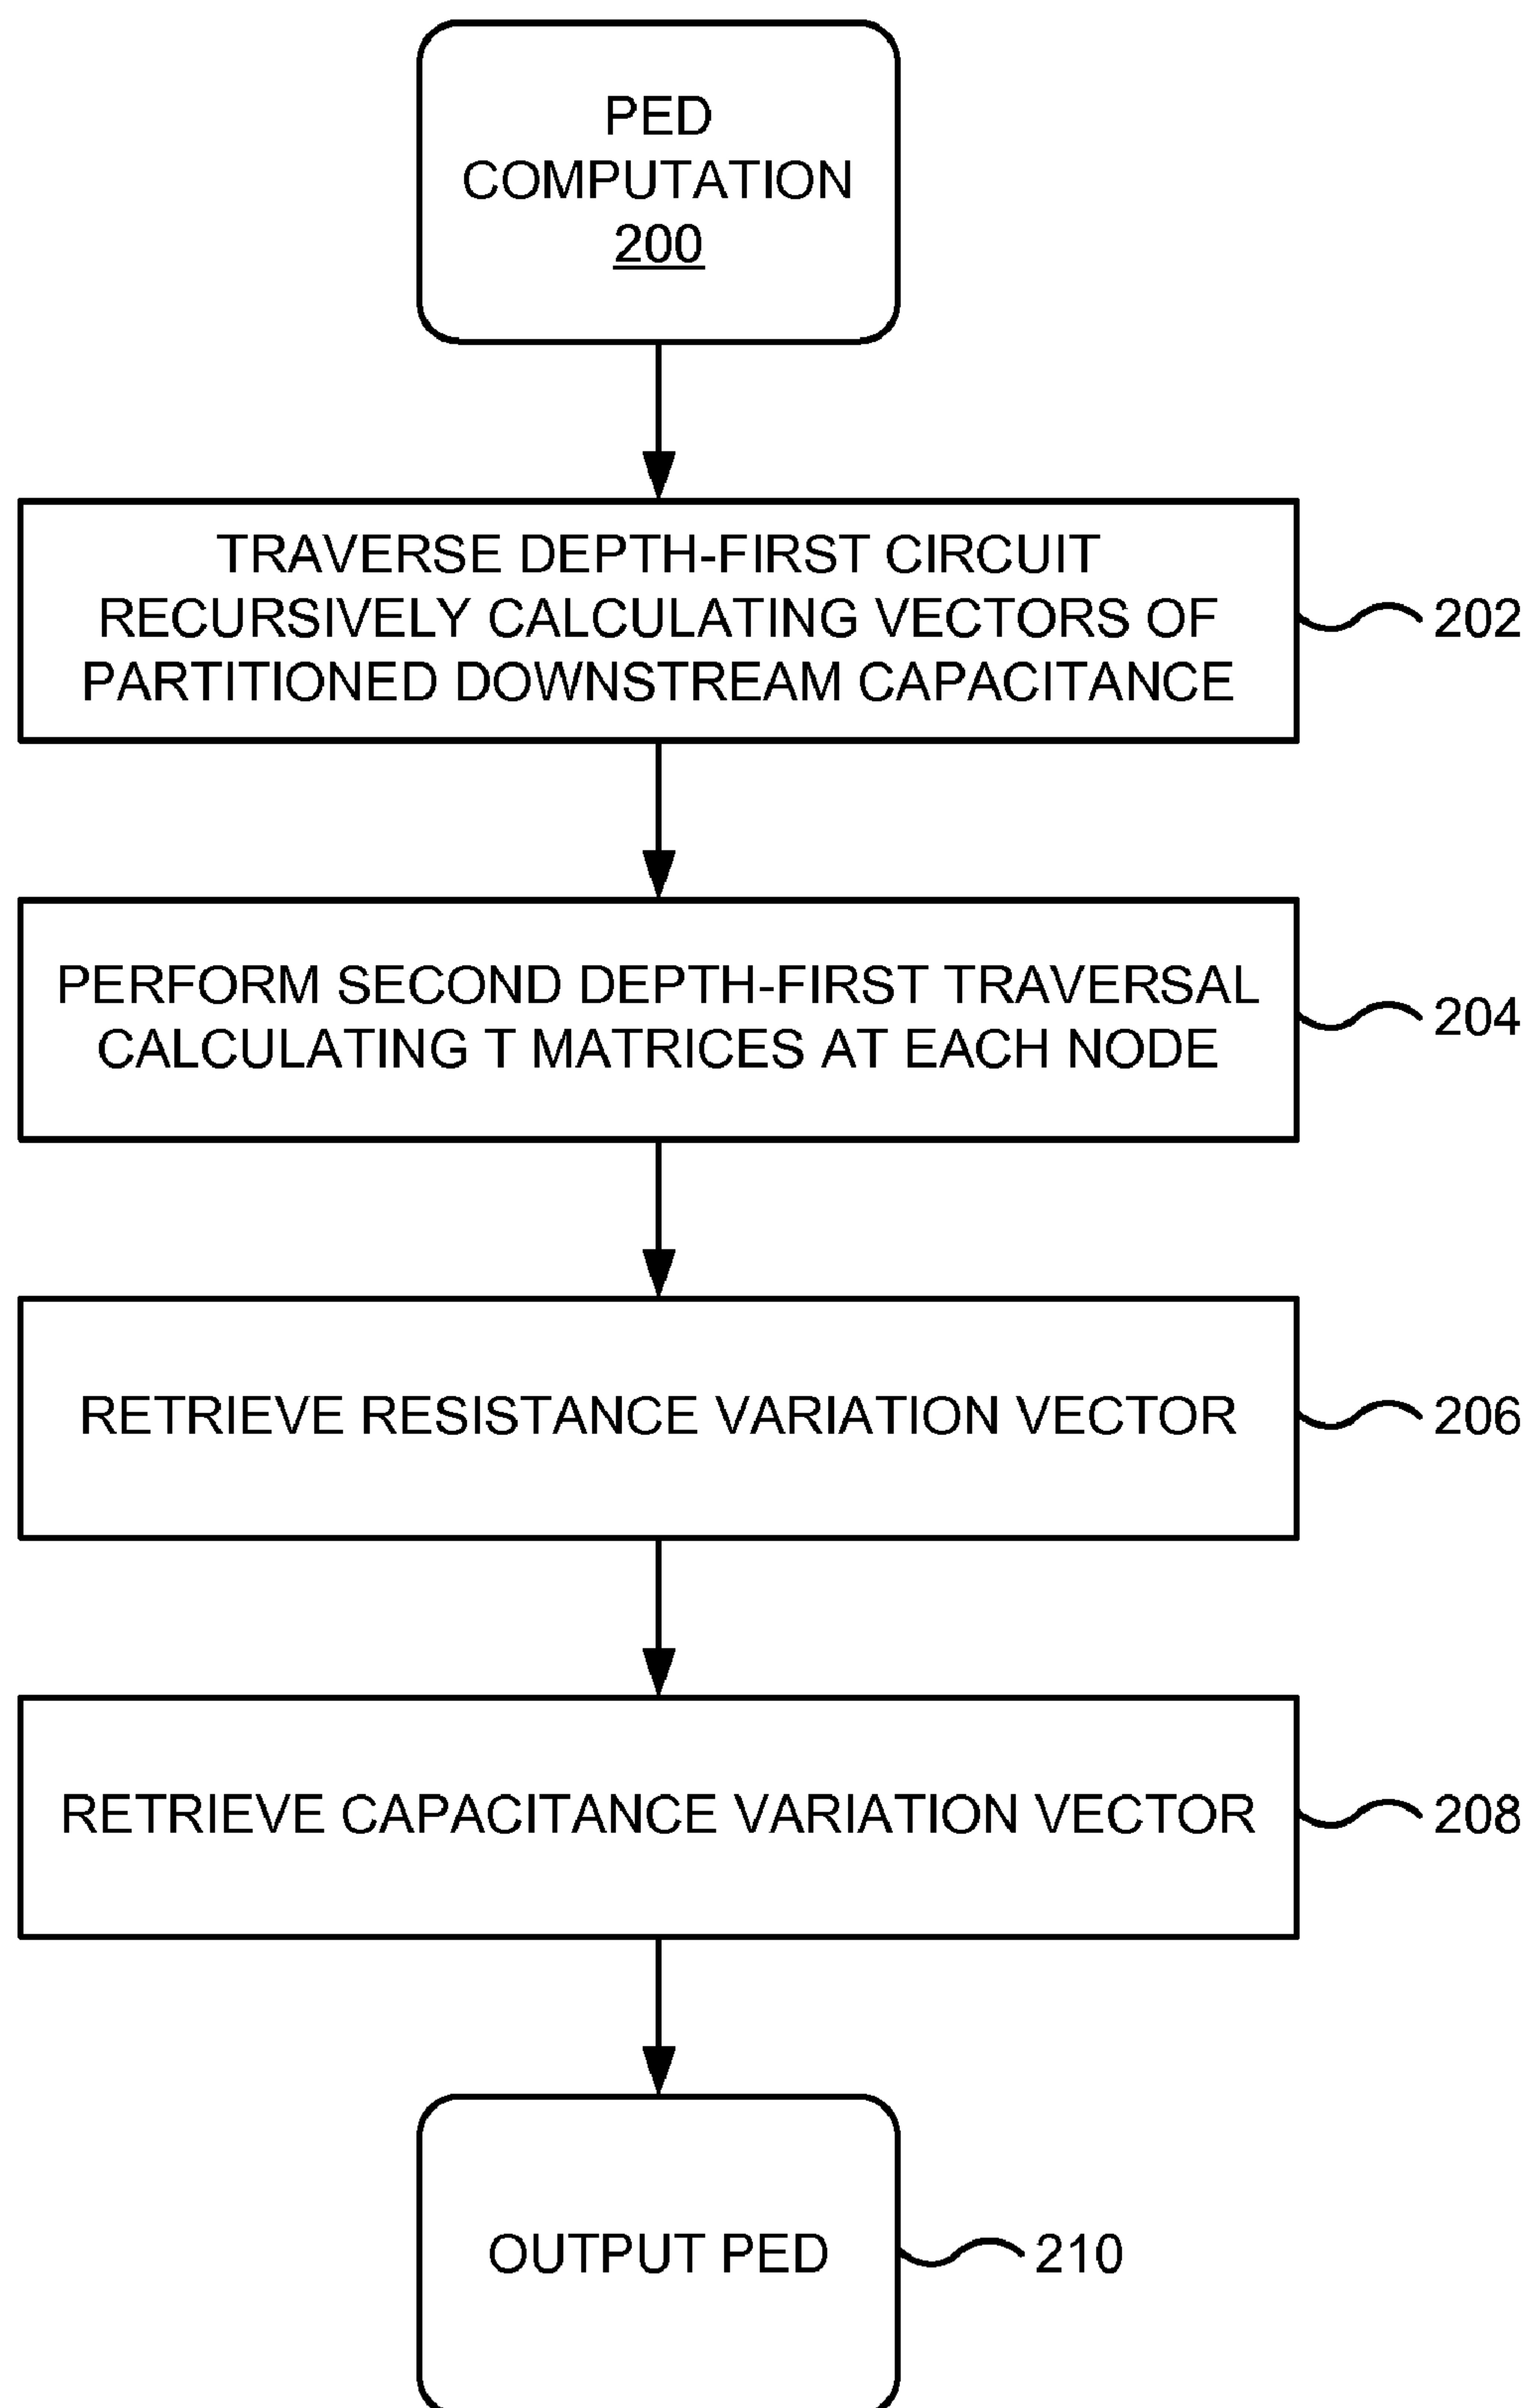 PED
COMPUTATION
200
TRAVERSE DEPTH-FIRST CIRCUIT
RECURSIVELY CALCULATING VECTORS OF
PARTITIONED DOWNSTREAM CAPACITANCE
202
PERFORM SECOND DEPTH-FIRST TRAVERSAL
CALCULATING T MATRICES AT EACH NODE
204
RETRIEVE RESISTANCE VARIATION VECTOR
206
RETRIEVE CAPACITANCE VARIATION VECTOR
208
OUTPUT PED
210